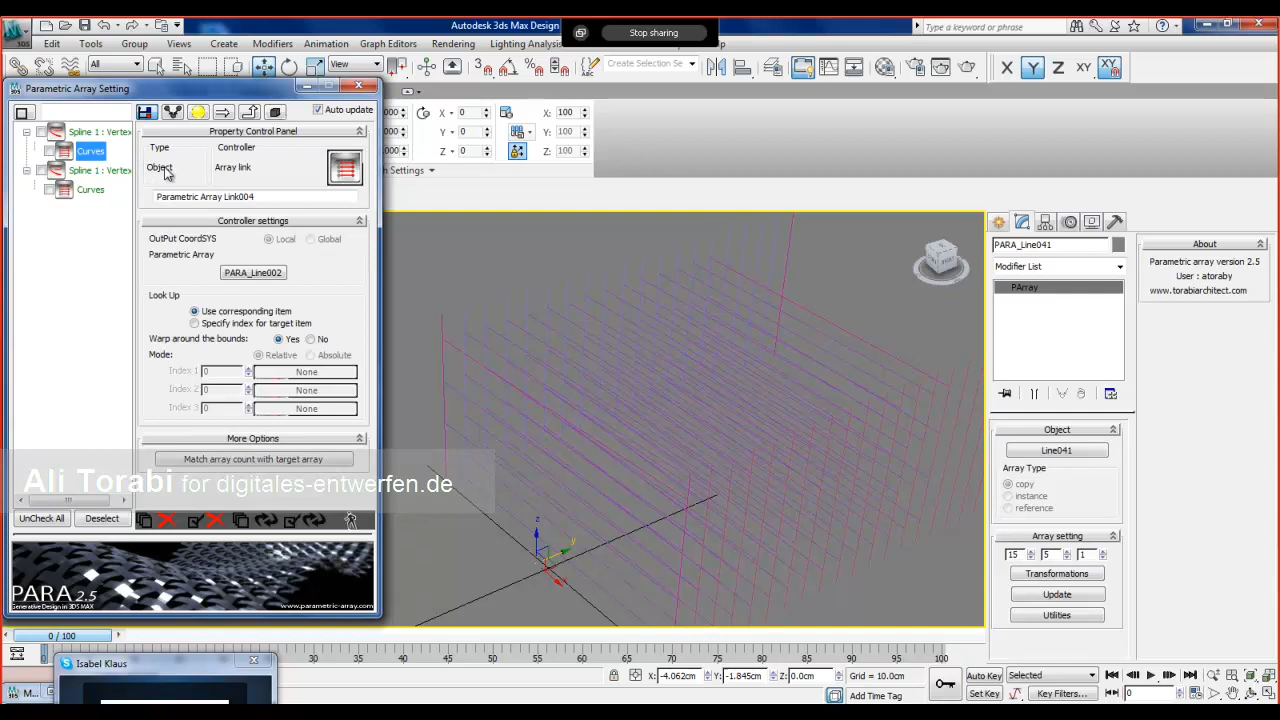 Autodesk 3ds Max Design
Stop sharing
Type a keyword or phrase
Edit Tools Group Views Create Modifiers Animation Graph Editors Rendering Lighting Analysis
All
View
Create Selection Se
X Y Z XY XY
Parametric Array Setting
Auto update
Spline 1 : Vertex
Curves
Spline 1 : Vertex
Curves
Property Control Panel
Type Controller
Object Array link
Parametric Array Link004
Controller settings
OutPut CoordSYS Local Global
Parametric Array
PARA_Line002
Look Up
Use corresponding item
Specify index for target item
Warp around the bounds: Yes No
Mode: Relative Absolute
Index 1 0 None
Index 2 0 None
Index 3 0 None
More Options
Match array count with target array
UnCheck All Deselect
PARA 2.5
Generative Design in 3DS MAX
www.parametric-array.com
X 0 X: 100
Y 0 Y: 100
Z 0 Z: 100
Settings
Ali Torabi for digitales-entwerfen.de
z
y
PARA_Line041
Modifier List
PArray
Object
Line041
Array Type
copy
instance
reference
Array setting
15 5 1
Transformations
Update
Utilities
About
Parametric array version 2.5
User : atoraby
www.torabiarchitect.com
0 / 100
30 35 40 45 50 55 60 65 70 75 80 85 90 95 100
Isabel Klaus
X: -4.062cm Y: -1.845cm Z: 0.0cm Grid = 10.0cm
Add Time Tag
Auto Key Selected
Set Key Key Filters...
0